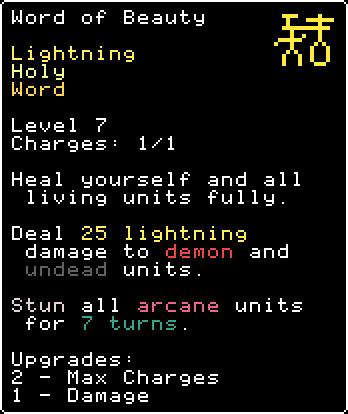 Word of Beauty
Lightning
Holy
Word
Level 7
Charges: 1/1
Heal yourself and all
living units fully.
Deal 25 lightning
damage to demon and
undead units.
Stun all arcane units
for 7 turns.
Upgrades:
2 - Max Charges
1 - Damage